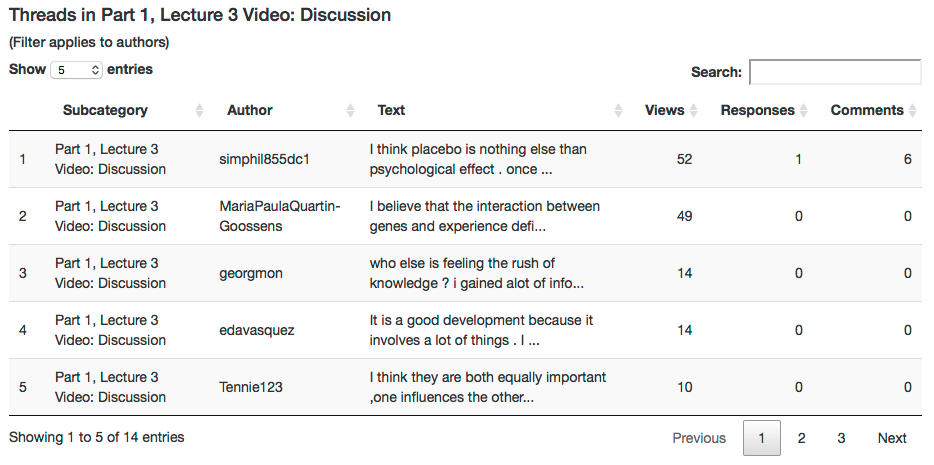 Threads in Part 1, Lecture 3 Video: Discussion
(Filter applies to authors)
Show 5 entries
Search:
Subcategory Author Text Views Responses Comments
1 Part 1, Lecture 3 Video: Discussion simphil855dc1 I think placebo is nothing else than psychological effect . once ... 52 1 6
2 Part 1, Lecture 3 Video: Discussion MariaPaulaQuartin-Goossens I believe that the interaction between genes and experience defi... 49 0 0
3 Part 1, Lecture 3 Video: Discussion georgmon who else is feeling the rush of knowledge ? i gained alot of info... 14 0 0
4 Part 1, Lecture 3 Video: Discussion edavasquez It is a good development because it involves a lot of things . I ... 14 0 0
5 Part 1, Lecture 3 Video: Discussion Tennie123 I think they are both equally important ,one influences the other... 10 0 0
Showing 1 to 5 of 14 entries
Previous 1 2 3 Next